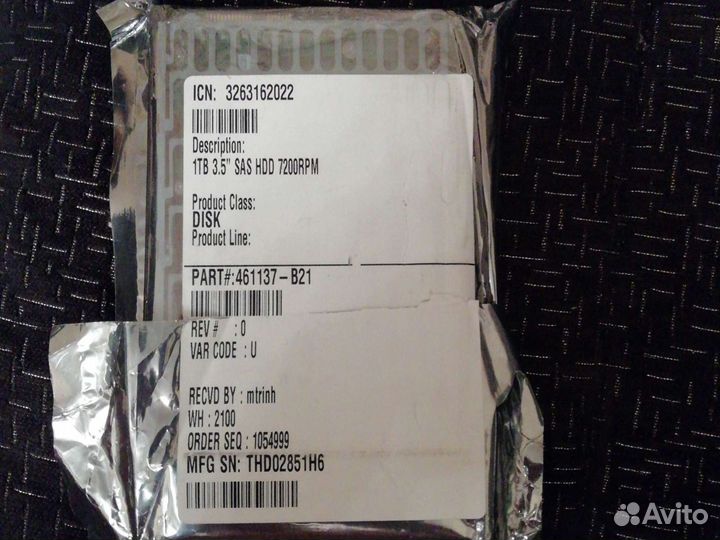 ICN: 3263162022
Description:
1TB 3.5" SAS HDD 7200RPM
Product Class:
DISK
Product Line:
PART#:461137-B21
REV # : 0
VAR CODE : U
RECVD BY : mtrinh
WH : 2100
ORDER SEQ : 1054999
MFG SN: THD02851H6
Avito